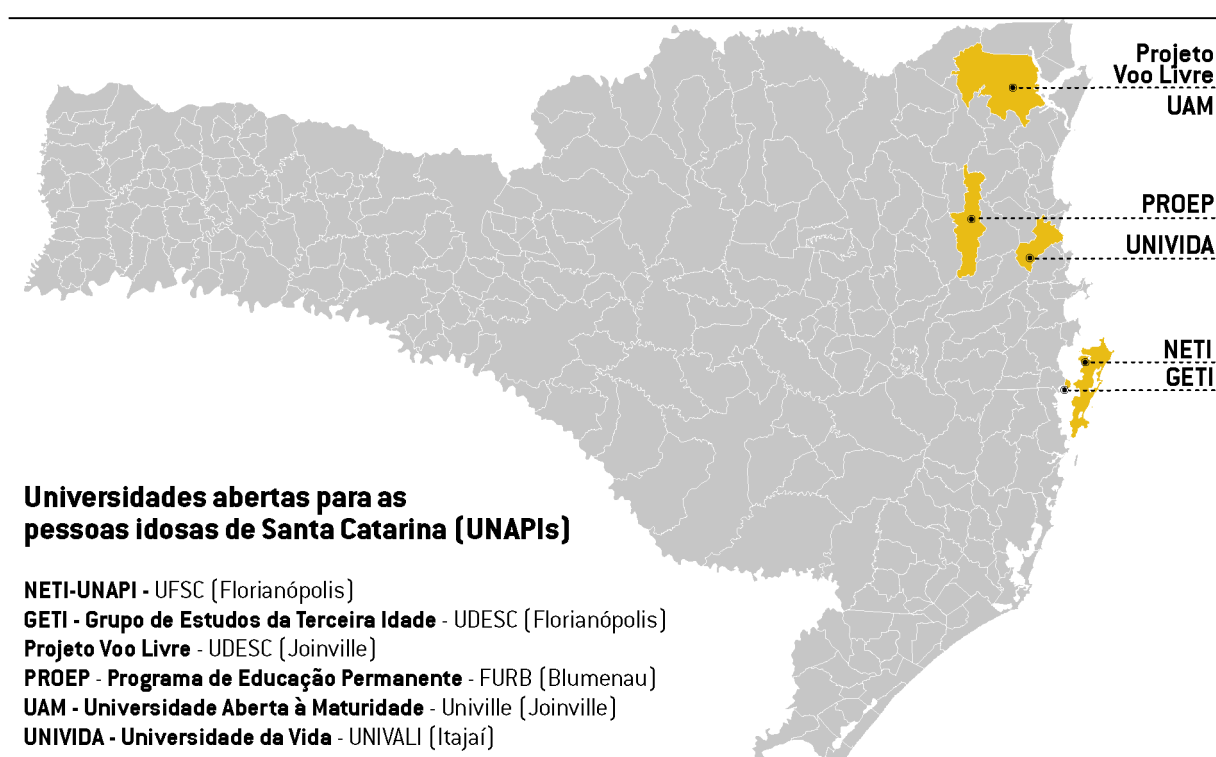 Projeto
Voo Livre
UAM
PROEP
UNIVIDA
NETI
GETI
Universidades abertas para as
pessoas idosas de Santa Catarina (UNAPIs)
NETI-UNAPI - UFSC (Florianópolis)
GETI - Grupo de Estudos da Terceira Idade - UDESC (Florianópolis)
Projeto Voo Livre - UDESC (Joinville)
PROEP - Programa de Educação Permanente - FURB (Blumenau)
UAM - Universidade Aberta à Maturidade - Univille (Joinville)
UNIVIDA - Universidade da Vida - UNIVALI (Itajaí)